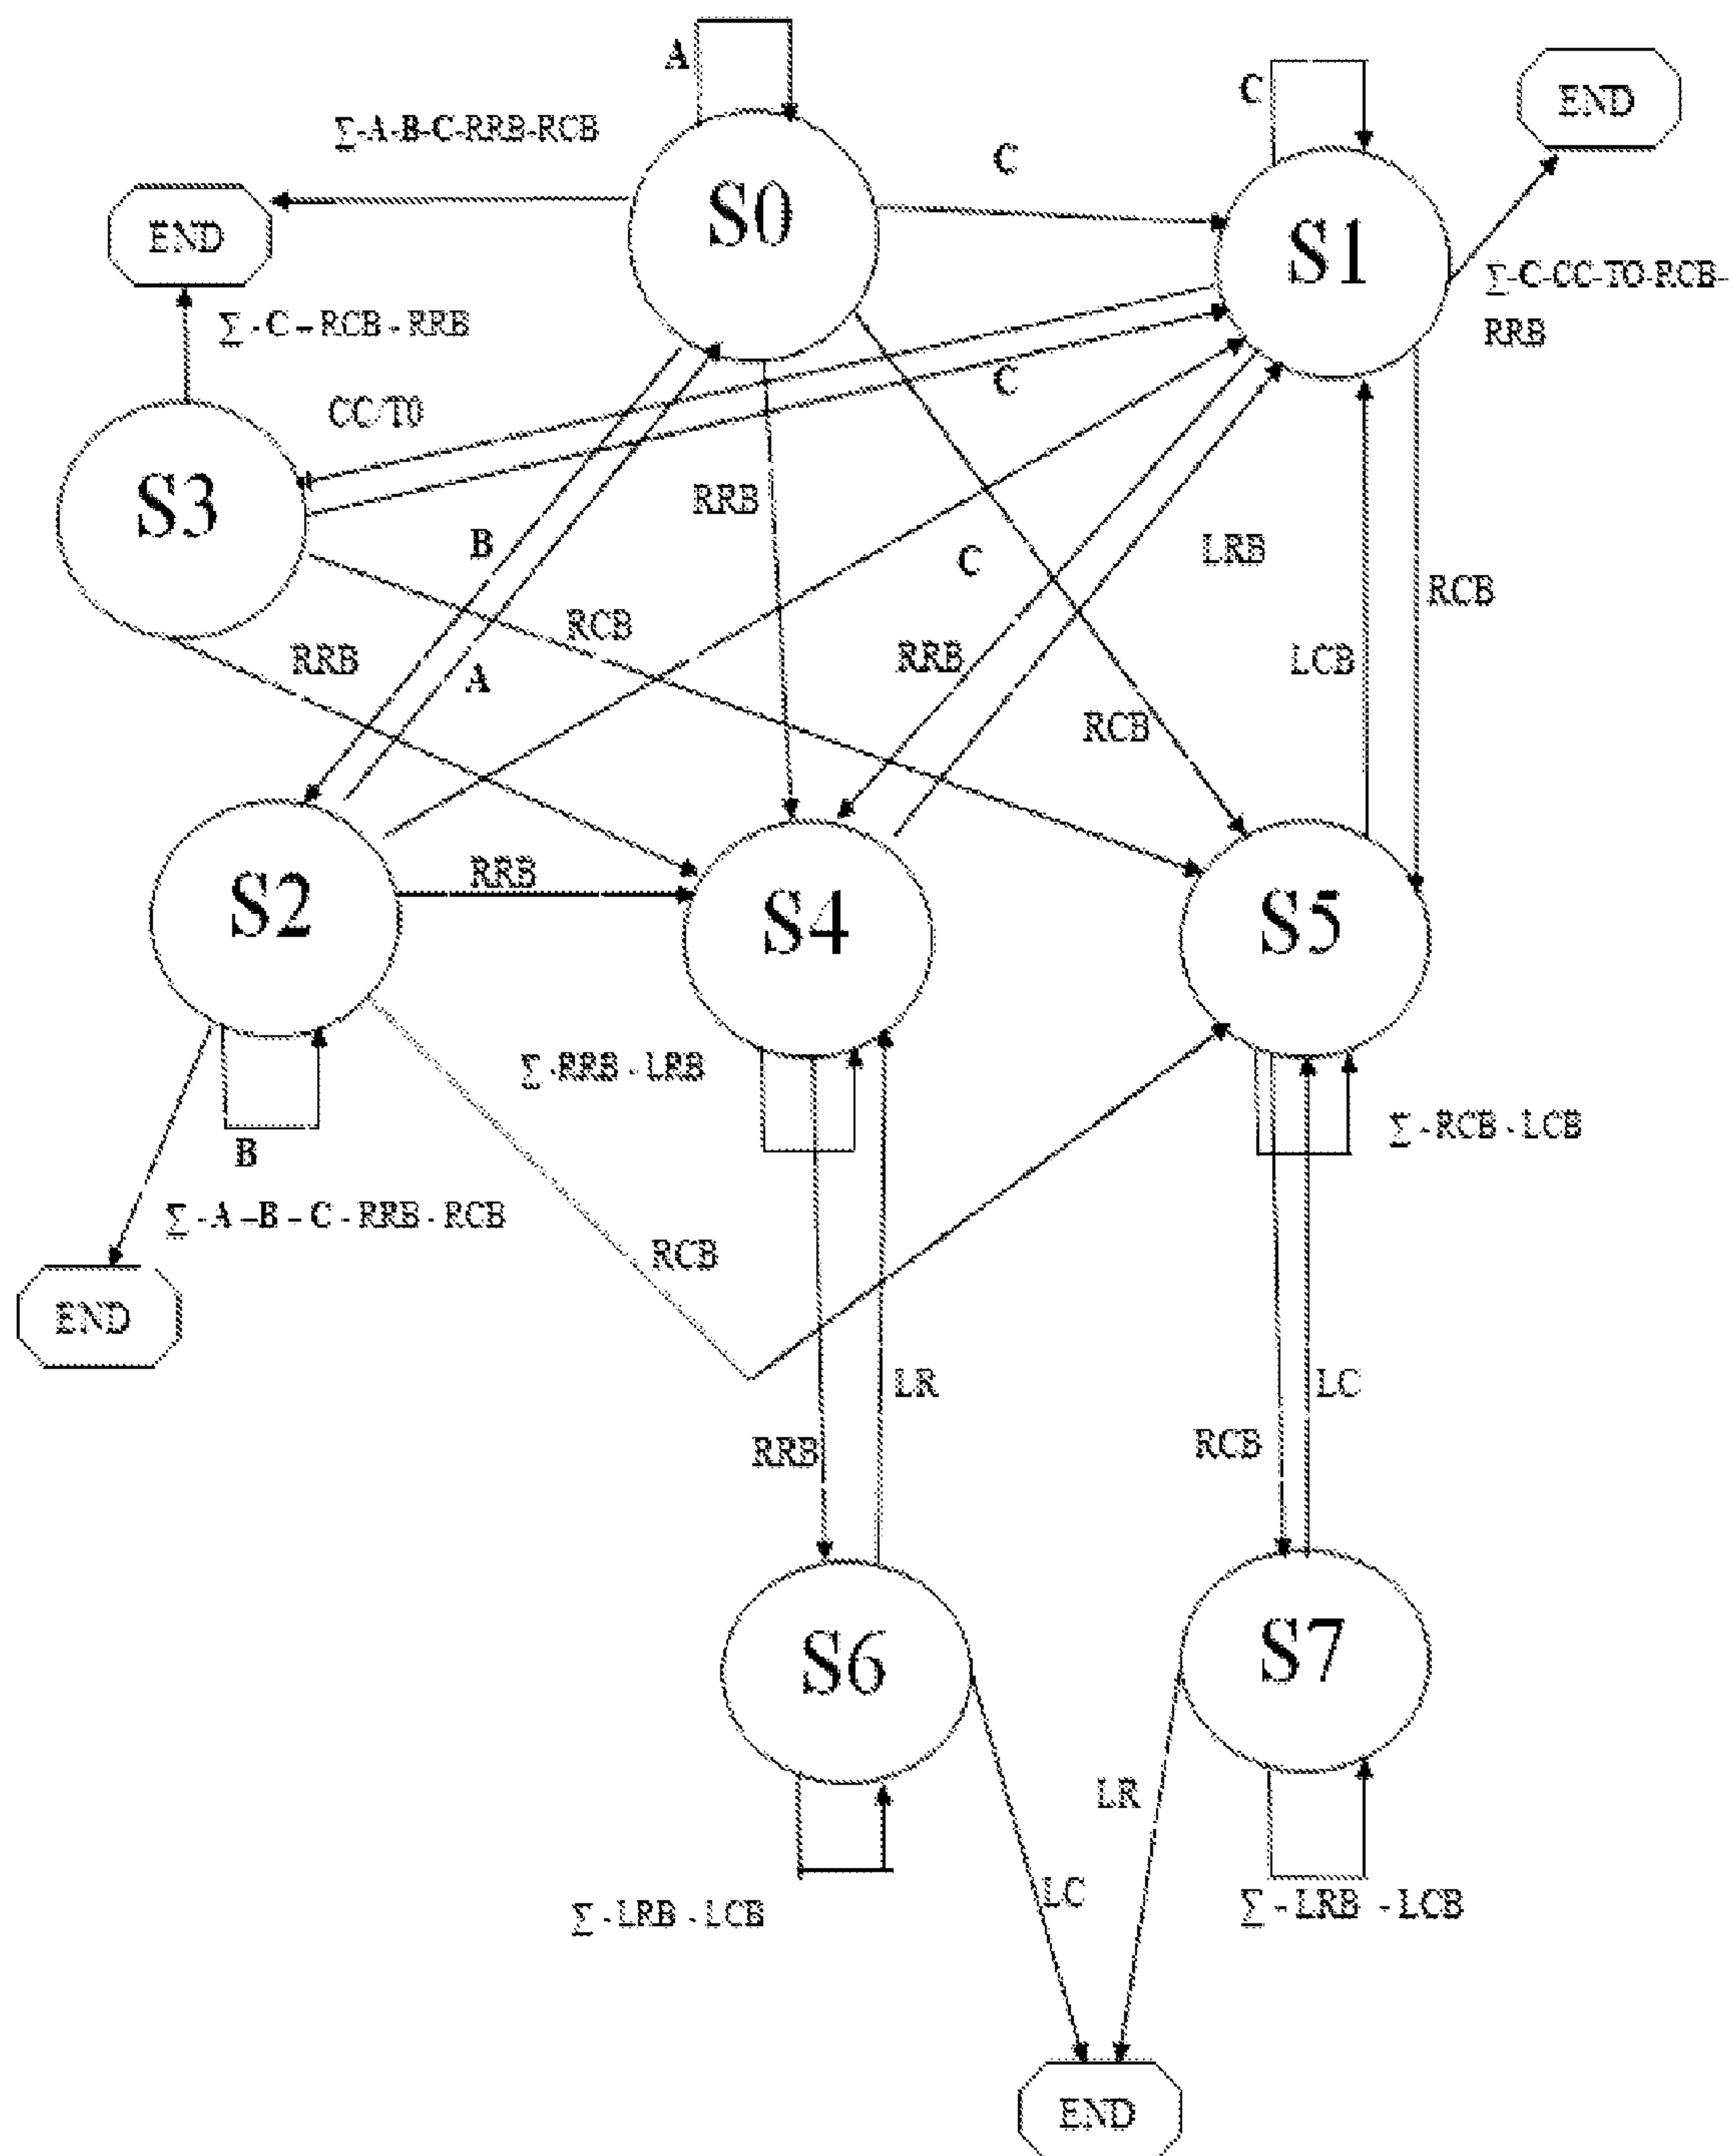 A
C
END
∑-A-B-C-RRB-RCB
C
S0
S1
END
∑-C-CC-TO-RCB-
RRB
∑ - C – RCB - RRB
C
CC/T0
S3
RRB
B
C
LRB
RCB
RCB
RRB
RRB
LCB
A
RCB
RRB
S2
S4
S5
∑ -RRB - LRB
∑ - RCB - LCB
B
∑ - A –B – C - RRB - RCB
RCB
END
LR
LC
RRB
RCB
S6
S7
LR
LC
∑ - LRB - LCB
∑ - LRB - LCB
END